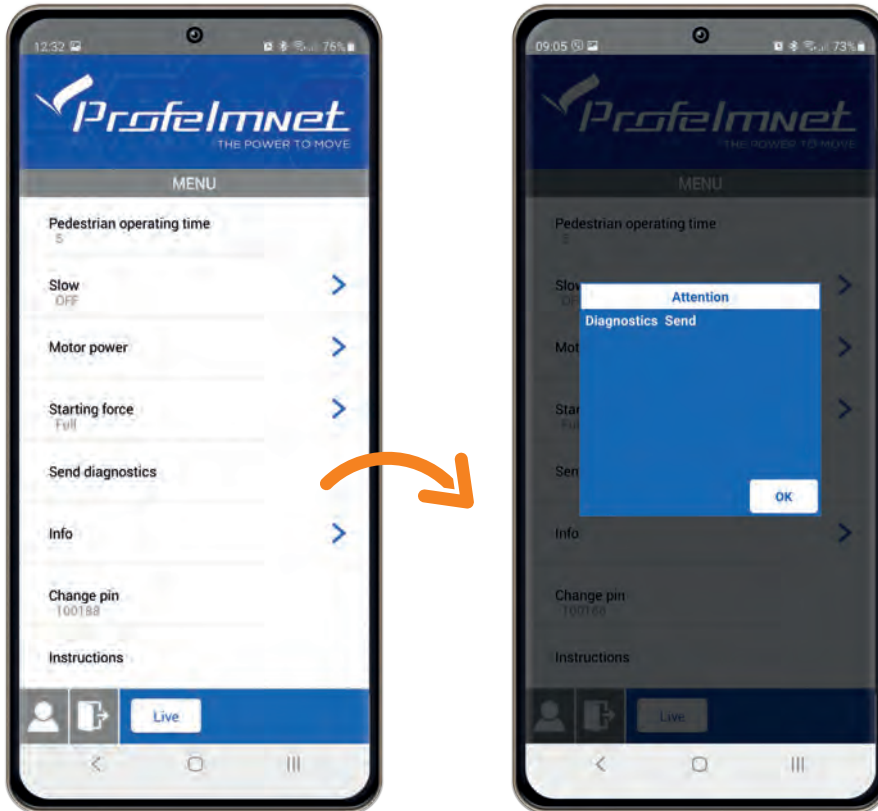 12:32
76%
Profelmnet
THE POWER TO MOVE
MENU
Pedestrian operating time
5
Slow
OFF
Motor power
Starting force
Full
Send diagnostics
Info
Change pin
100188
Instructions
Live
09:05
73%
Profelmnet
THE POWER TO MOVE
MENU
Pedestrian operating time
5
Slow
Attention
Diagnostics Send
OK
Info
Change pin
Instructions
Live